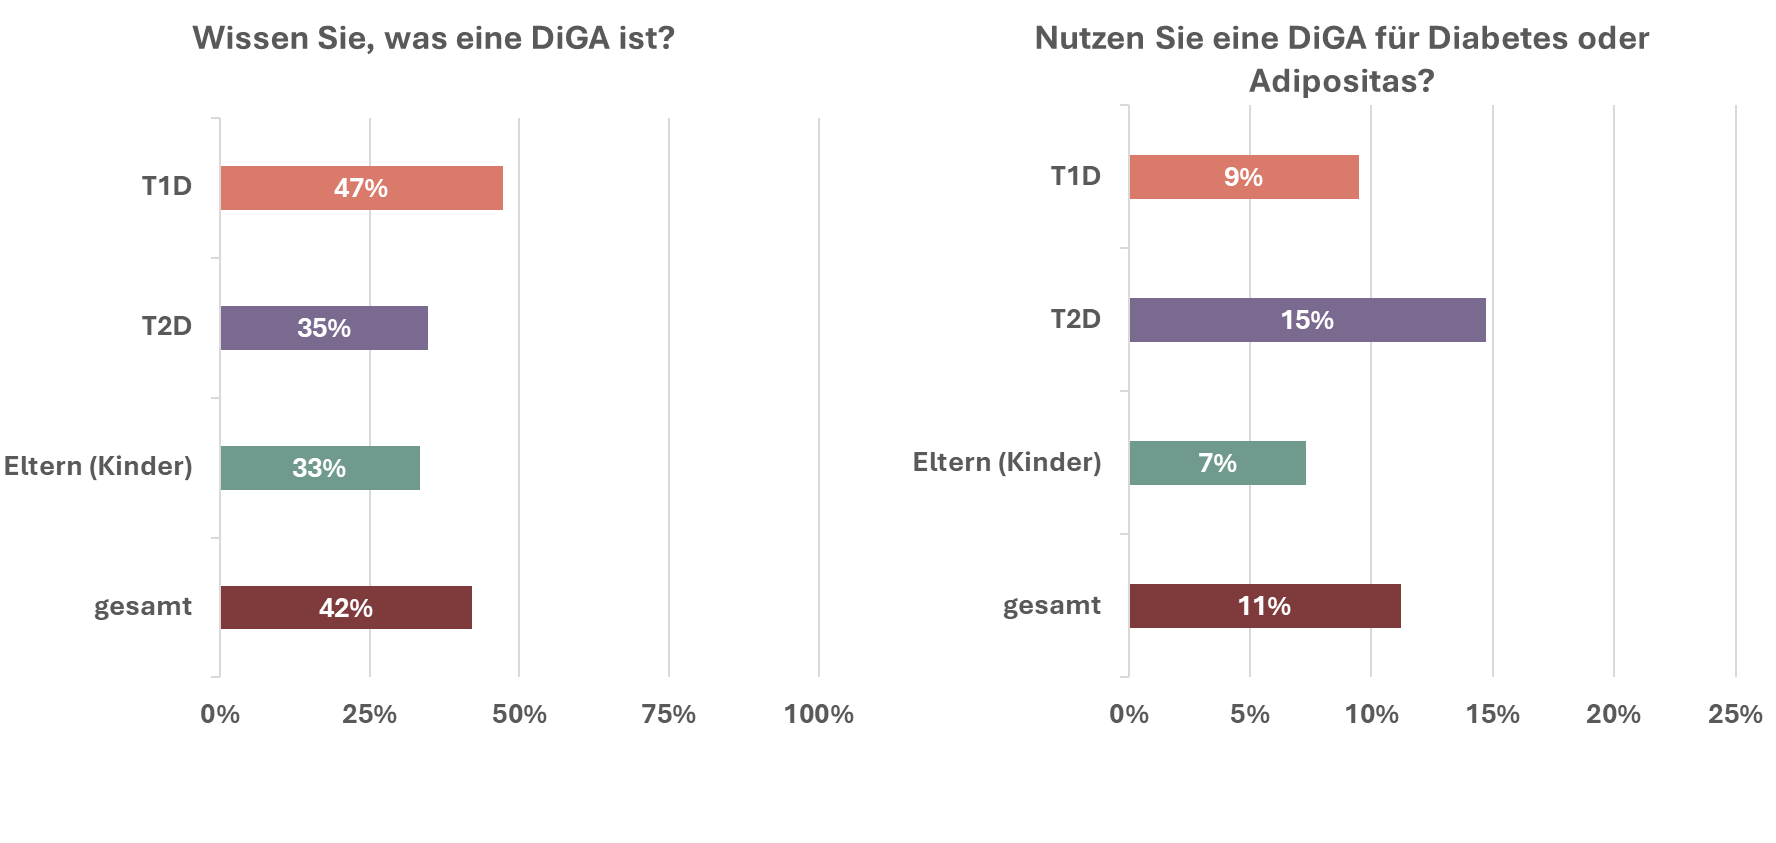 Wissen Sie, was eine DiGA ist?
T1D
47%
T2D
35%
Eltern (Kinder)
33%
gesamt
42%
0% 25% 50% 75% 100%
Nutzen Sie eine DiGA für Diabetes oder
Adipositas?
T1D
9%
T2D
15%
Eltern (Kinder)
7%
gesamt
11%
0% 5% 10% 15% 20% 25%